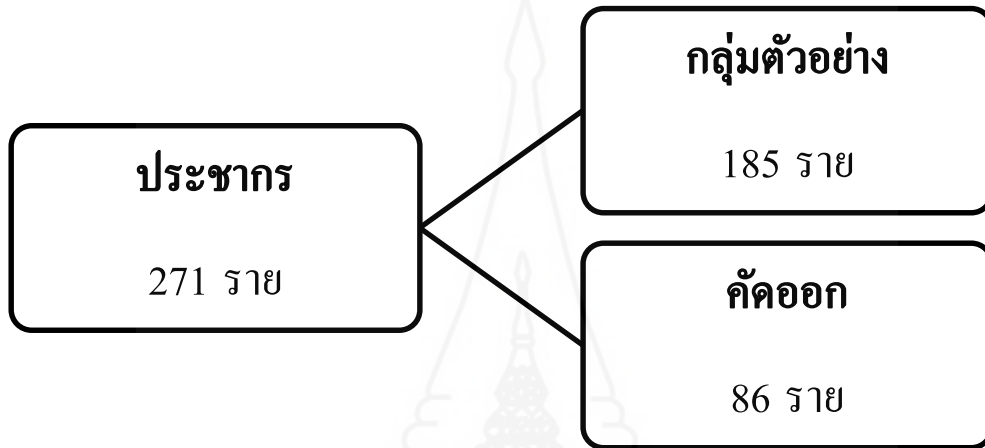 ประชากร
271 ราย
กลุ่มตัวอย่าง
185 ราย
คัดออก
86 ราย